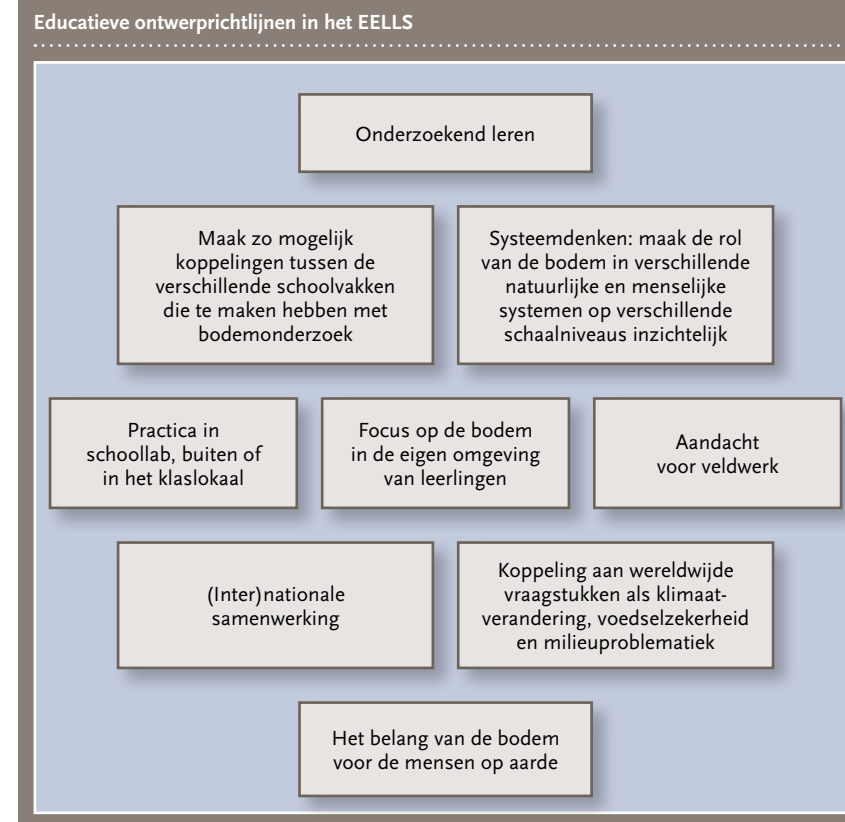 Educatieve ontwerprichtlijnen in het EELLS
Onderzoekend leren
Maak zo mogelijk
koppelingen tussen de
verschillende schoolvakken
die te maken hebben met
bodemonderzoek
Systeemdenken: maak de rol
van de bodem in verschillende
natuurlijke en menselijke
systemen op verschillende
schaalniveaus inzichtelijk
Practica in
schoollab, buiten of
in het klaslokaal
Focus op de bodem
in de eigen omgeving
van leerlingen
Aandacht
voor veldwerk
(Inter)nationale
samenwerking
Koppeling aan wereldwijde
vraagstukken als klimaat-
verandering, voedselzekerheid
en milieuproblematiek
Het belang van de bodem
voor de mensen op aarde